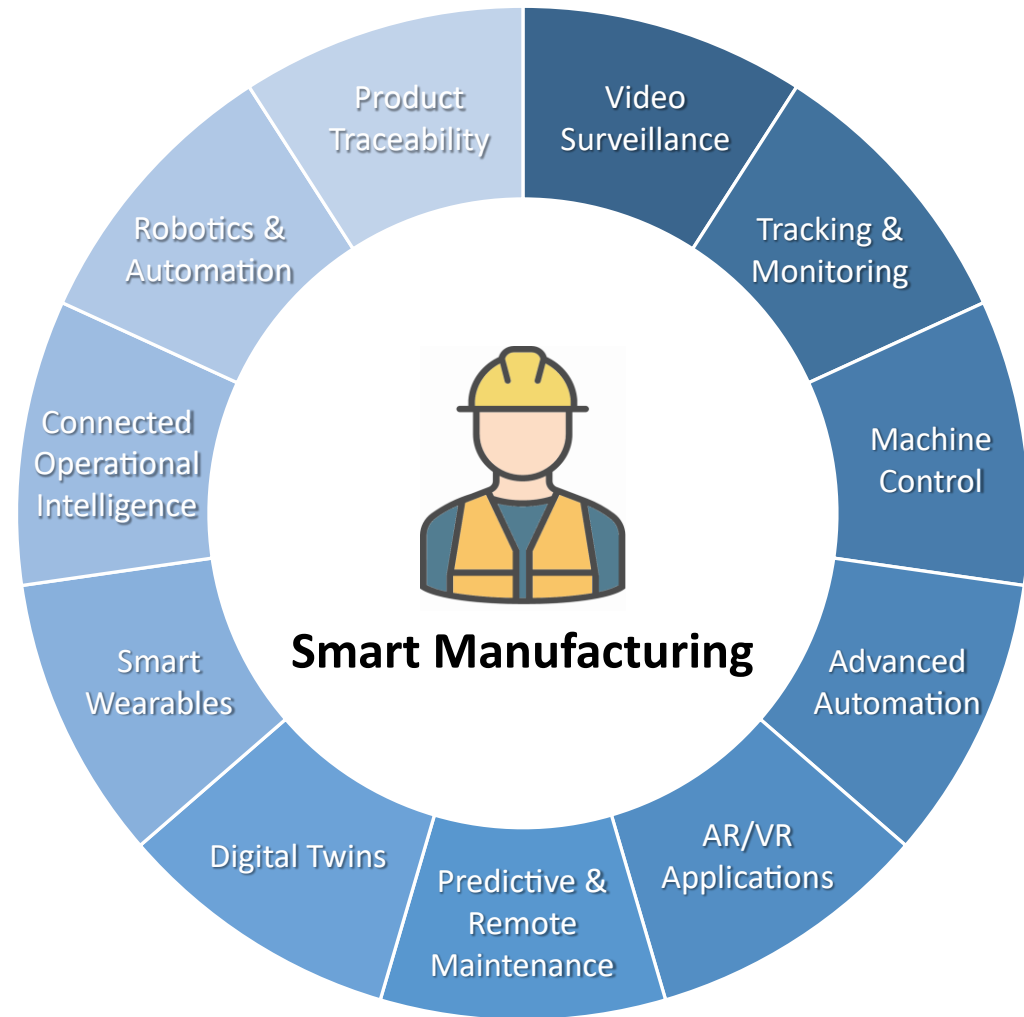 Video
Surveillance
Tracking &
Monitoring
Machine
Control
Advanced
Automation
AR/VR
Applications
Predictive &
Remote
Maintenance
Digital Twins
Smart
Wearables
Connected
Operational
Intelligence
Robotics &
Automation
Product
Traceability
Smart Manufacturing